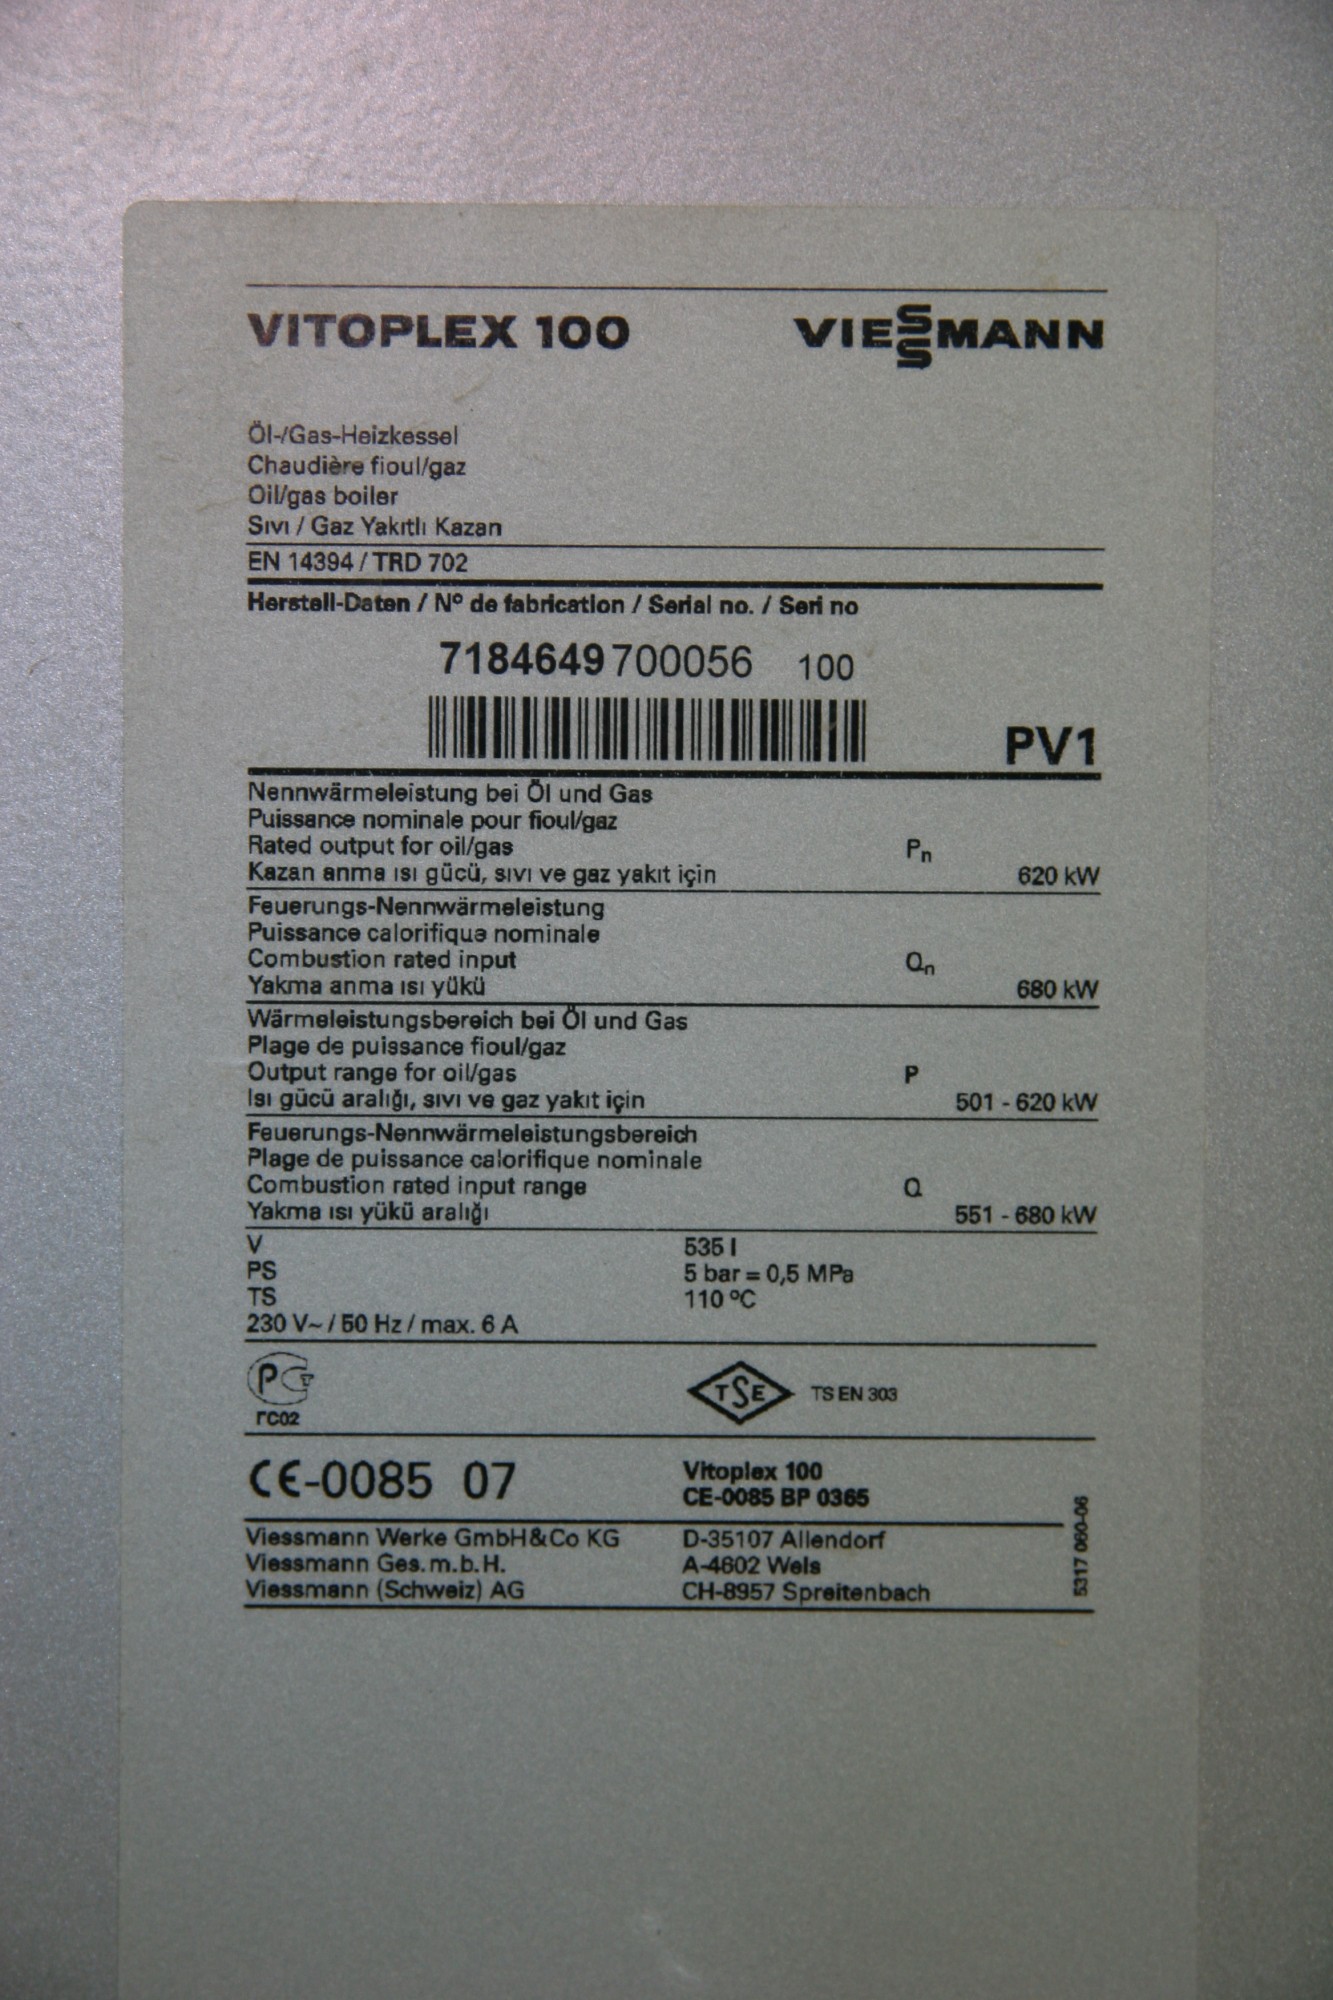 VITOPLEX 100 VIESSMANN
Öl-/Gas-Heizkessel
Chaudière fioul/gaz
Oil/gas boiler
Sıvı / Gaz Yakıtlı Kazan
EN 14394 / TRD 702
Herstell-Daten / Nº de fabrication / Serial no. / Seri no
7184649700056 100
PV1
Nennwärmeleistung bei Öl und Gas
Puissance nominale pour fioul/gaz
Rated output for oil/gas Pn
Kazan anma ısı gücü, sıvı ve gaz yakıt için 620 kW
Feuerungs-Nennwärmeleistung
Puissance calorifique nominale
Combustion rated input Qn
Yakma anma ısı yükü 680 kW
Wärmeleistungsbereich bei Öl und Gas
Plage de puissance fioul/gaz
Output range for oil/gas P
Isı gücü aralığı, sıvı ve gaz yakıt için 501 - 620 kW
Feuerungs-Nennwärmeleistungsbereich
Plage de puissance calorifique nominale
Combustion rated input range Q
Yakma ısı yükü aralığı 551 - 680 kW
V 535 l
PS 5 bar = 0,5 MPa
TS 110 ºC
230 V~ / 50 Hz / max. 6 A
PCT TSE TS EN 303
ГС02
CE-0085 07 Vitoplex 100
CE-0085 BP 0365
Viessmann Werke GmbH&Co KG D-35107 Allendorf
Viessmann Ges.m.b.H. A-4602 Wels
Viessmann (Schweiz) AG CH-8957 Spreitenbach
5317 060-06